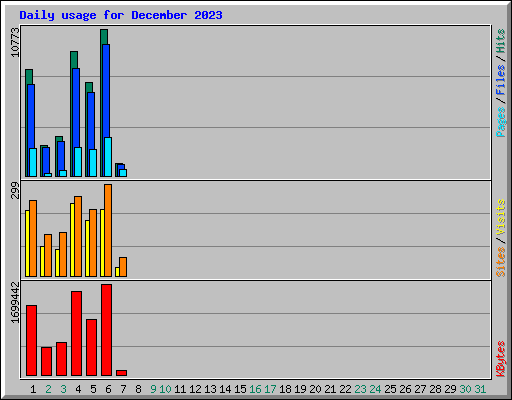 Daily usage for December 2023
10773
299
1699442
Pages/Files/Hits
Sites/Visits
KBytes
1 2 3 4 5 6 7 8 9 10 11 12 13 14 15 16 17 18 19 20 21 22 23 24 25 26 27 28 29 30 31